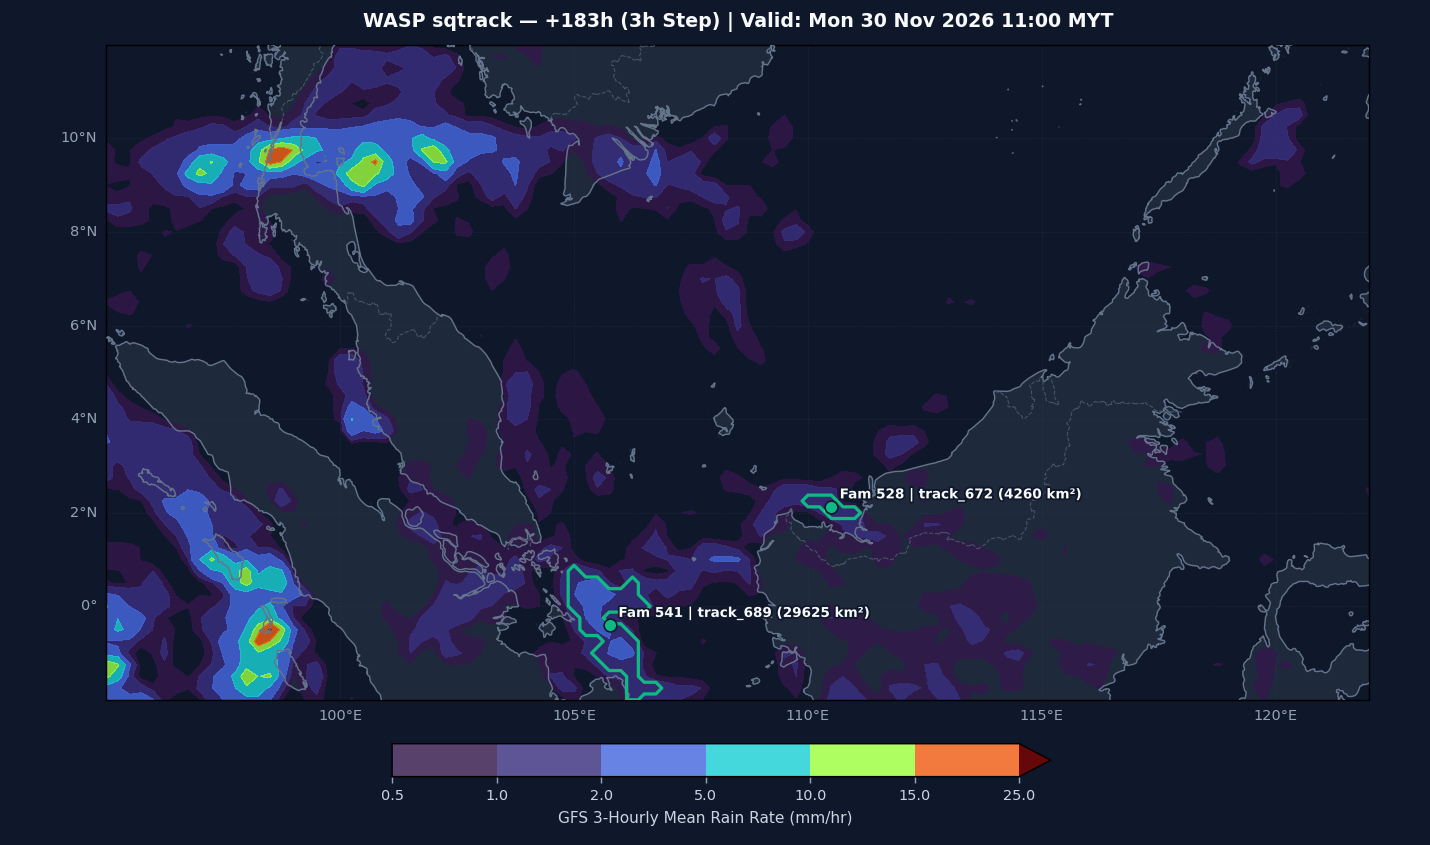 WASP sqtrack — +183h (3h Step) | Valid: Mon 30 Nov 2026 11:00 MYT
10°N
8°N
6°N
4°N
2°N
0°
Fam 528 | track_672 (4260 km²)
Fam 541 | track_689 (29625 km²)
100°E 105°E 110°E 115°E 120°E
0.5 1.0 2.0 5.0 10.0 15.0 25.0
GFS 3-Hourly Mean Rain Rate (mm/hr)